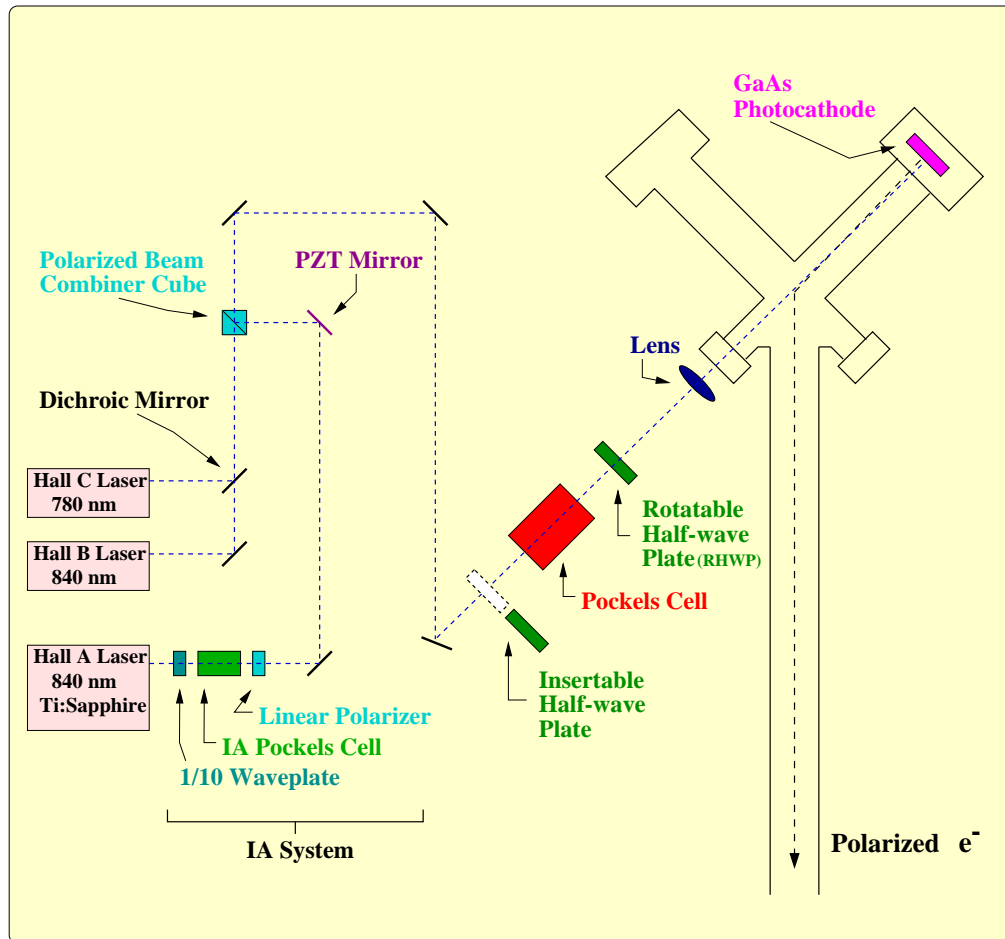 GaAs
Photocathode
Polarized Beam
Combiner Cube
PZT Mirror
Lens
Dichroic Mirror
Hall C Laser
780 nm
Rotatable
Half-wave
Plate (RHWP)
Hall B Laser
840 nm
Pockels Cell
Hall A Laser
840 nm
Ti:Sapphire
Insertable
Half-wave
Plate
Linear Polarizer
IA Pockels Cell
1/10 Waveplate
IA System
Polarized e-